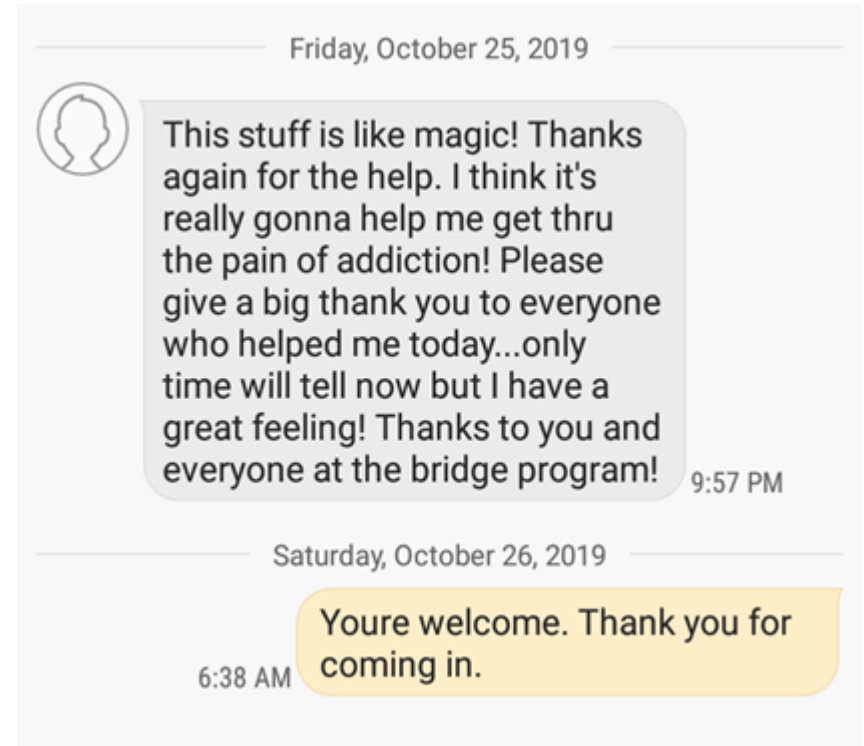 Friday, October 25, 2019
This stuff is like magic! Thanks
again for the help. I think it's
really gonna help me get thru
the pain of addiction! Please
give a big thank you to everyone
who helped me today...only
time will tell now but I have a
great feeling! Thanks to you and
everyone at the bridge program!
9:57 PM
Saturday, October 26, 2019
Youre welcome. Thank you for
coming in.
6:38 AM